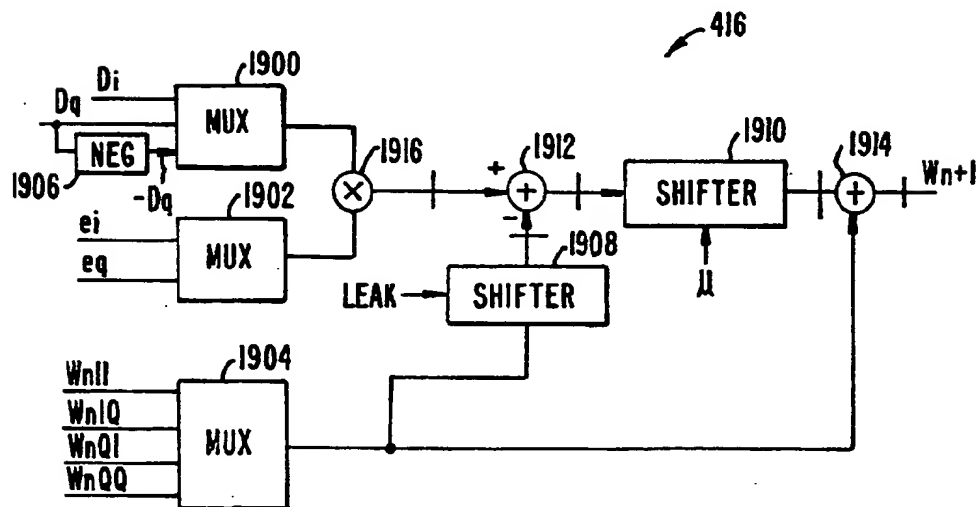 416
Di
Dq
1900
MUX
NEG
1906
-Dq
1916
×
+
1912
+
-
1910
SHIFTER
μ
1914
+
Wn+1
1902
ei
eq
MUX
LEAK
1908
SHIFTER
1904
WnII
WnIQ
WnQI
WnQQ
MUX